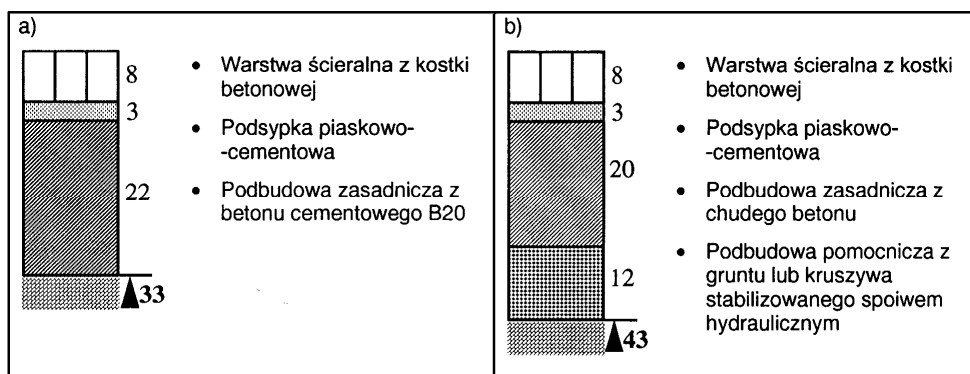 a)
8
3
22
33
• Warstwa ścieralna z kostki
betonowej
• Podsypka piaskowo-
-cementowa
• Podbudowa zasadnicza z
betonu cementowego B20
b)
8
3
20
12
43
• Warstwa ścieralna z kostki
betonowej
• Podsypka piaskowo-
-cementowa
• Podbudowa zasadnicza z
chudego betonu
• Podbudowa pomocnicza z
gruntu lub kruszywa
stabilizowanego spoiwem
hydraulicznym